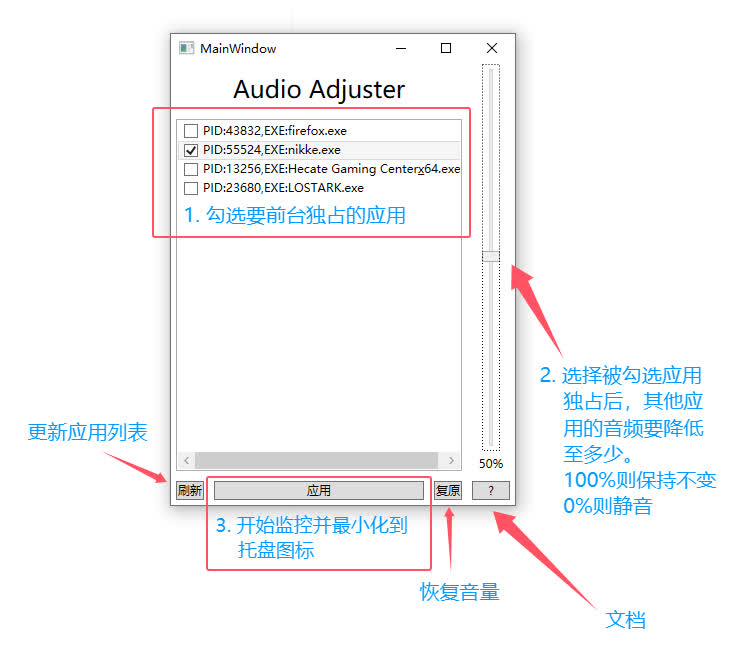 MainWindow
Audio Adjuster
PID:43832,EXE:firefox.exe
PID:55524,EXE:nikke.exe
PID:13256,EXE:Hecate Gaming Centerx64.exe
PID:23680,EXE:LOSTARK.exe
1. 勾选要前台独占的应用
2. 选择被勾选应用
独占后，其他应
用的音频要降低
至多少。
100%则保持不变
0%则静音
更新应用列表
50%
刷新
应用
复原
?
3. 开始监控并最小化到
托盘图标
恢复音量
文档